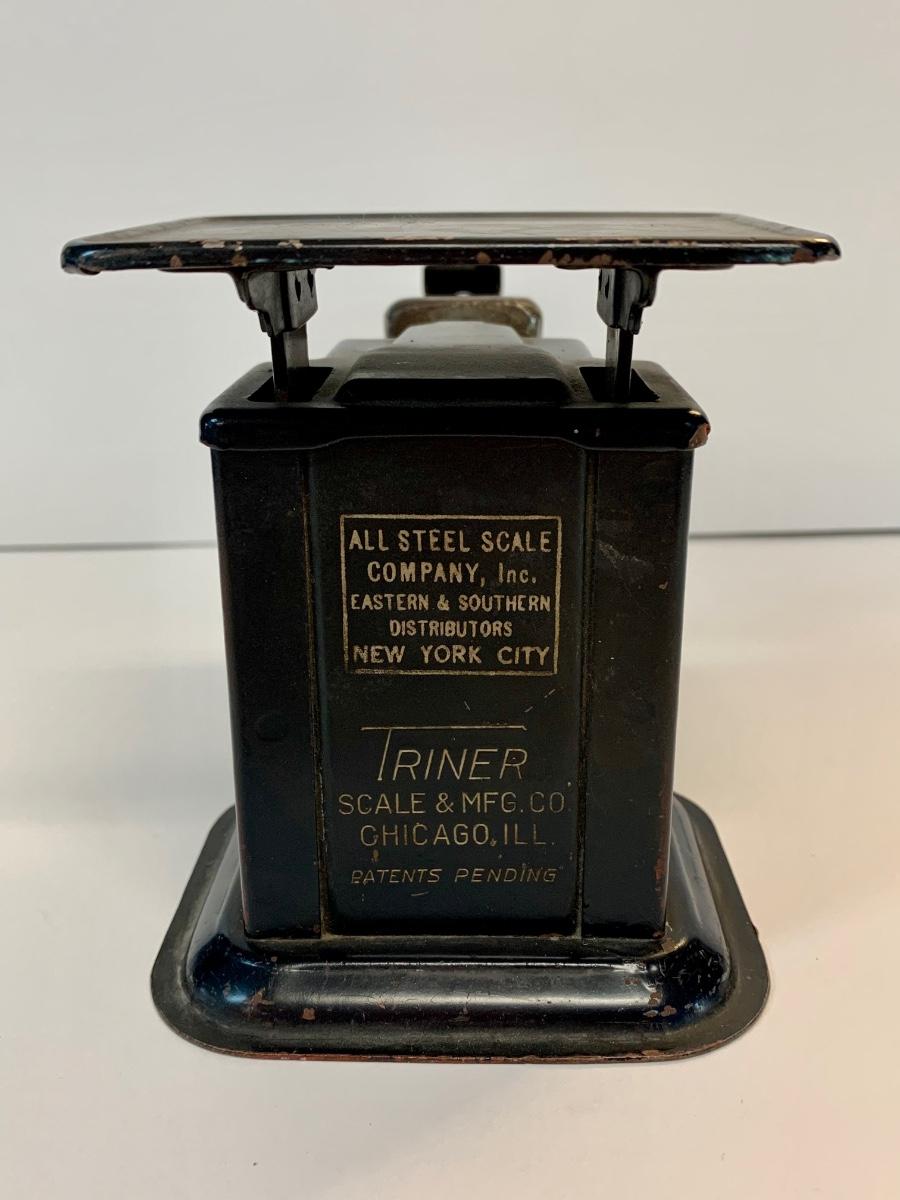 ALL STEEL SCALE
COMPANY, Inc.
EASTERN & SOUTHERN
DISTRIBUTORS
NEW YORK CITY
TRINER
SCALE & MFG. CO.
CHICAGO, ILL.
PATENTS PENDING